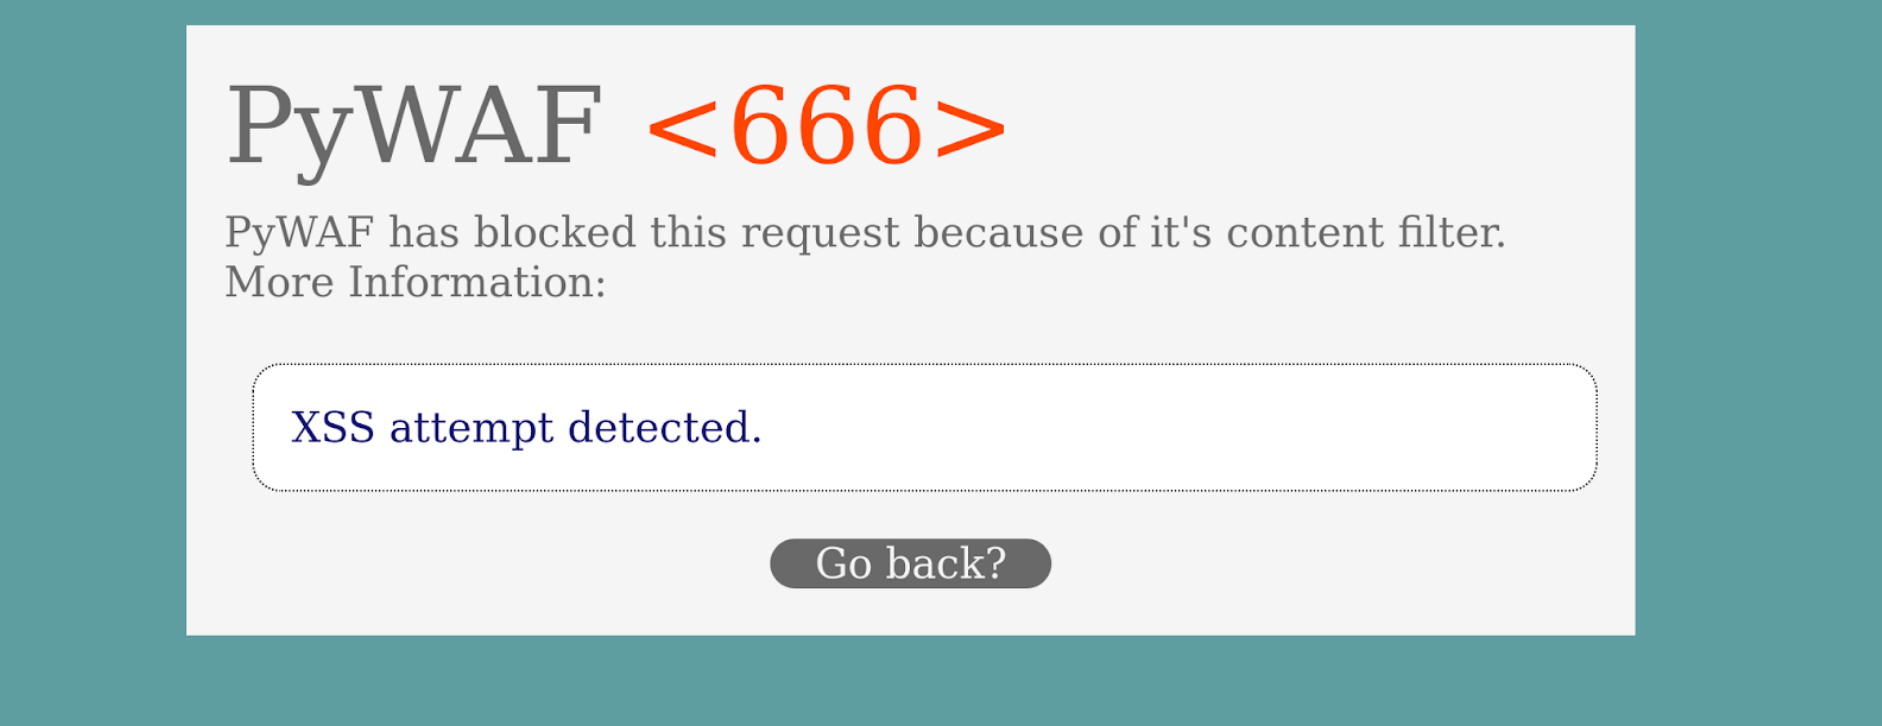 PyWAF <666>
PyWAF has blocked this request because of it's content filter.
More Information:
XSS attempt detected.
Go back?